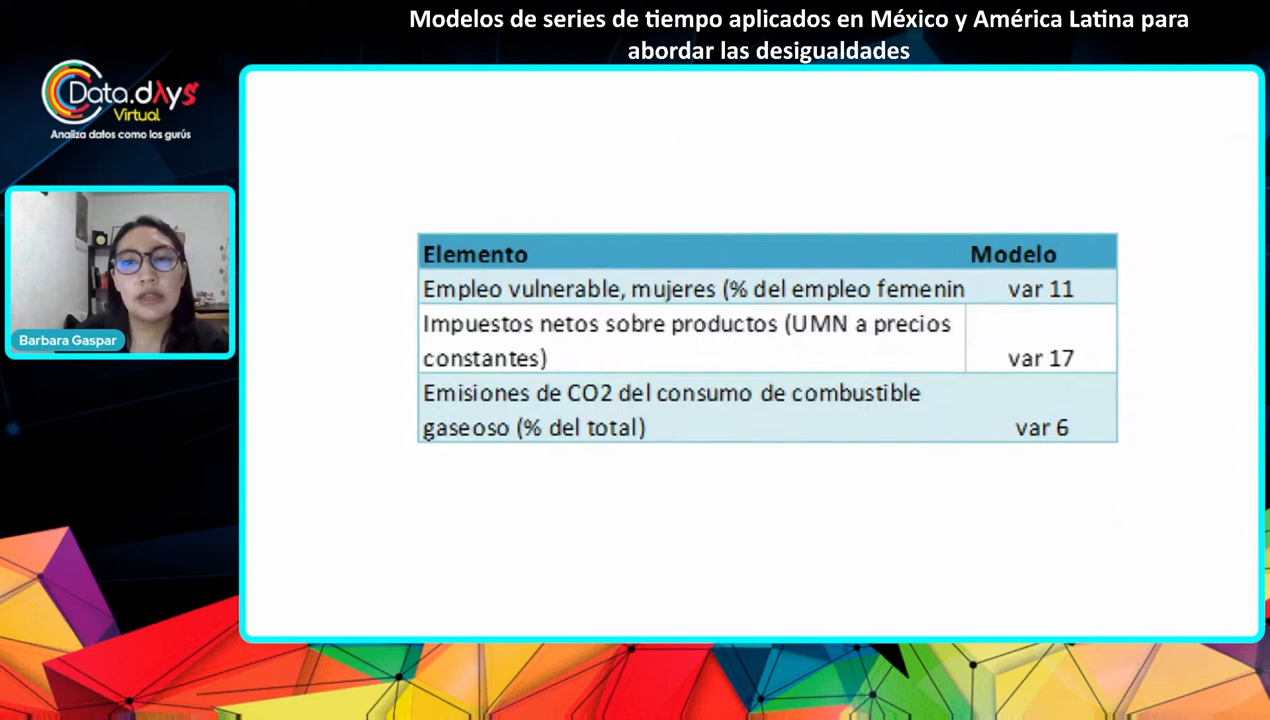 Modelos de series de tiempo aplicados en México y América Latina para
abordar las desigualdades
Data.dAys
Virtual
Analiza datos como los gurús
Barbara Gaspar
Elemento Modelo
Empleo vulnerable, mujeres (% del empleo femenin var 11
Impuestos netos sobre productos (UMN a precios
constantes) var 17
Emisiones de CO2 del consumo de combustible
gaseoso (% del total) var 6